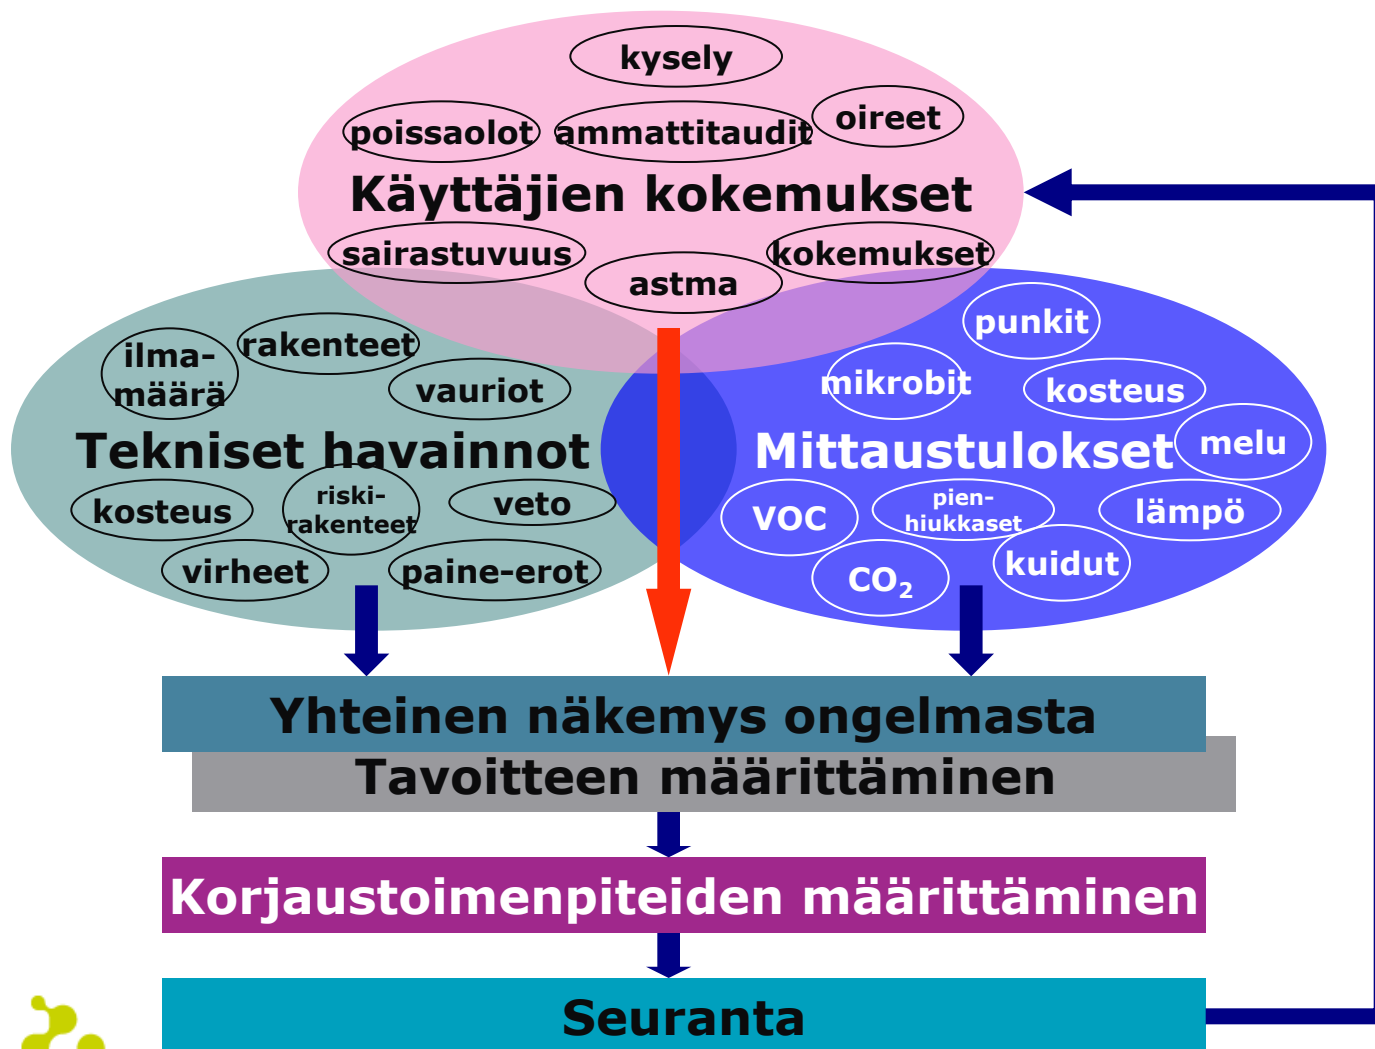 kysely
poissaolot
ammattitaudit
oireet
Käyttäjien kokemukset
sairastuvuus
astma
kokemukset
ilma-
määrä
rakenteet
vauriot
Tekniset havainnot
kosteus
riski-
rakenteet
veto
virheet
paine-erot
punkit
mikrobit
kosteus
melu
Mittaustulokset
VOC
pien-
hiukkaset
lämpö
CO₂
kuidut
Yhteinen näkemys ongelmasta
Tavoitteen määrittäminen
Korjaustoimenpiteiden määrittäminen
Seuranta